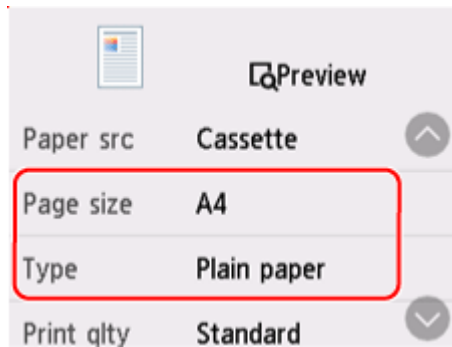 Preview
Paper src Cassette
Page size A4
Type Plain paper
Print qlty Standard